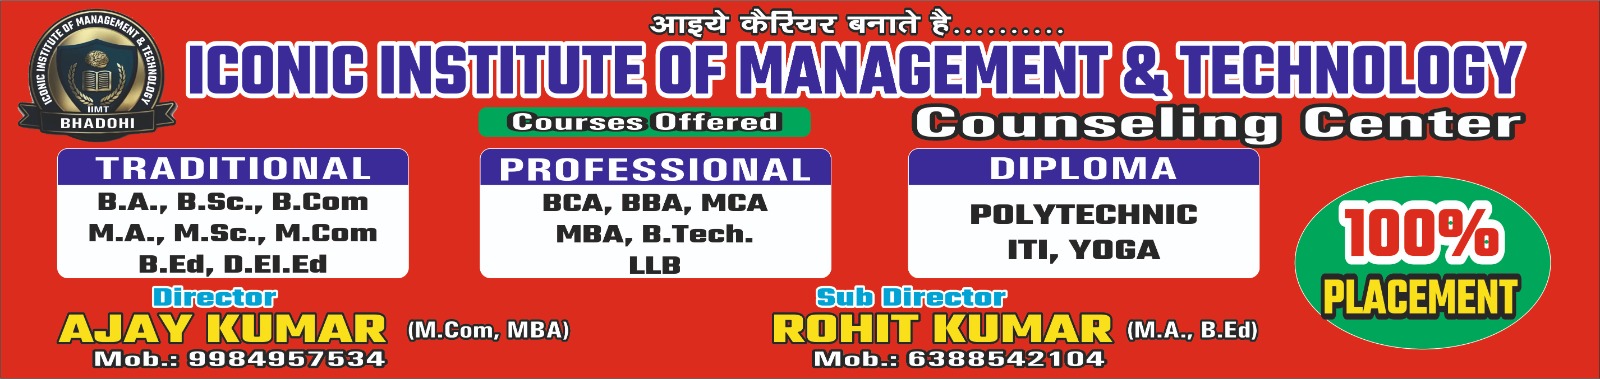 आइये कैरियर बनाते है..........
ICONIC INSTITUTE OF MANAGEMENT & TECHNOLOGY
IIMT
BHADOHI
ICONIC INSTITUTE OF MANAGEMENT & TECHNOLOGY
Counseling Center
Courses Offered
TRADITIONAL
B.A., B.Sc., B.Com
M.A., M.Sc., M.Com
B.Ed, D.El.Ed
PROFESSIONAL
BCA, BBA, MCA
MBA, B.Tech.
LLB
DIPLOMA
POLYTECHNIC
ITI, YOGA
100%
PLACEMENT
Director
AJAY KUMAR (M.Com, MBA)
Mob.: 9984957534
Sub Director
ROHIT KUMAR (M.A., B.Ed)
Mob.: 6388542104